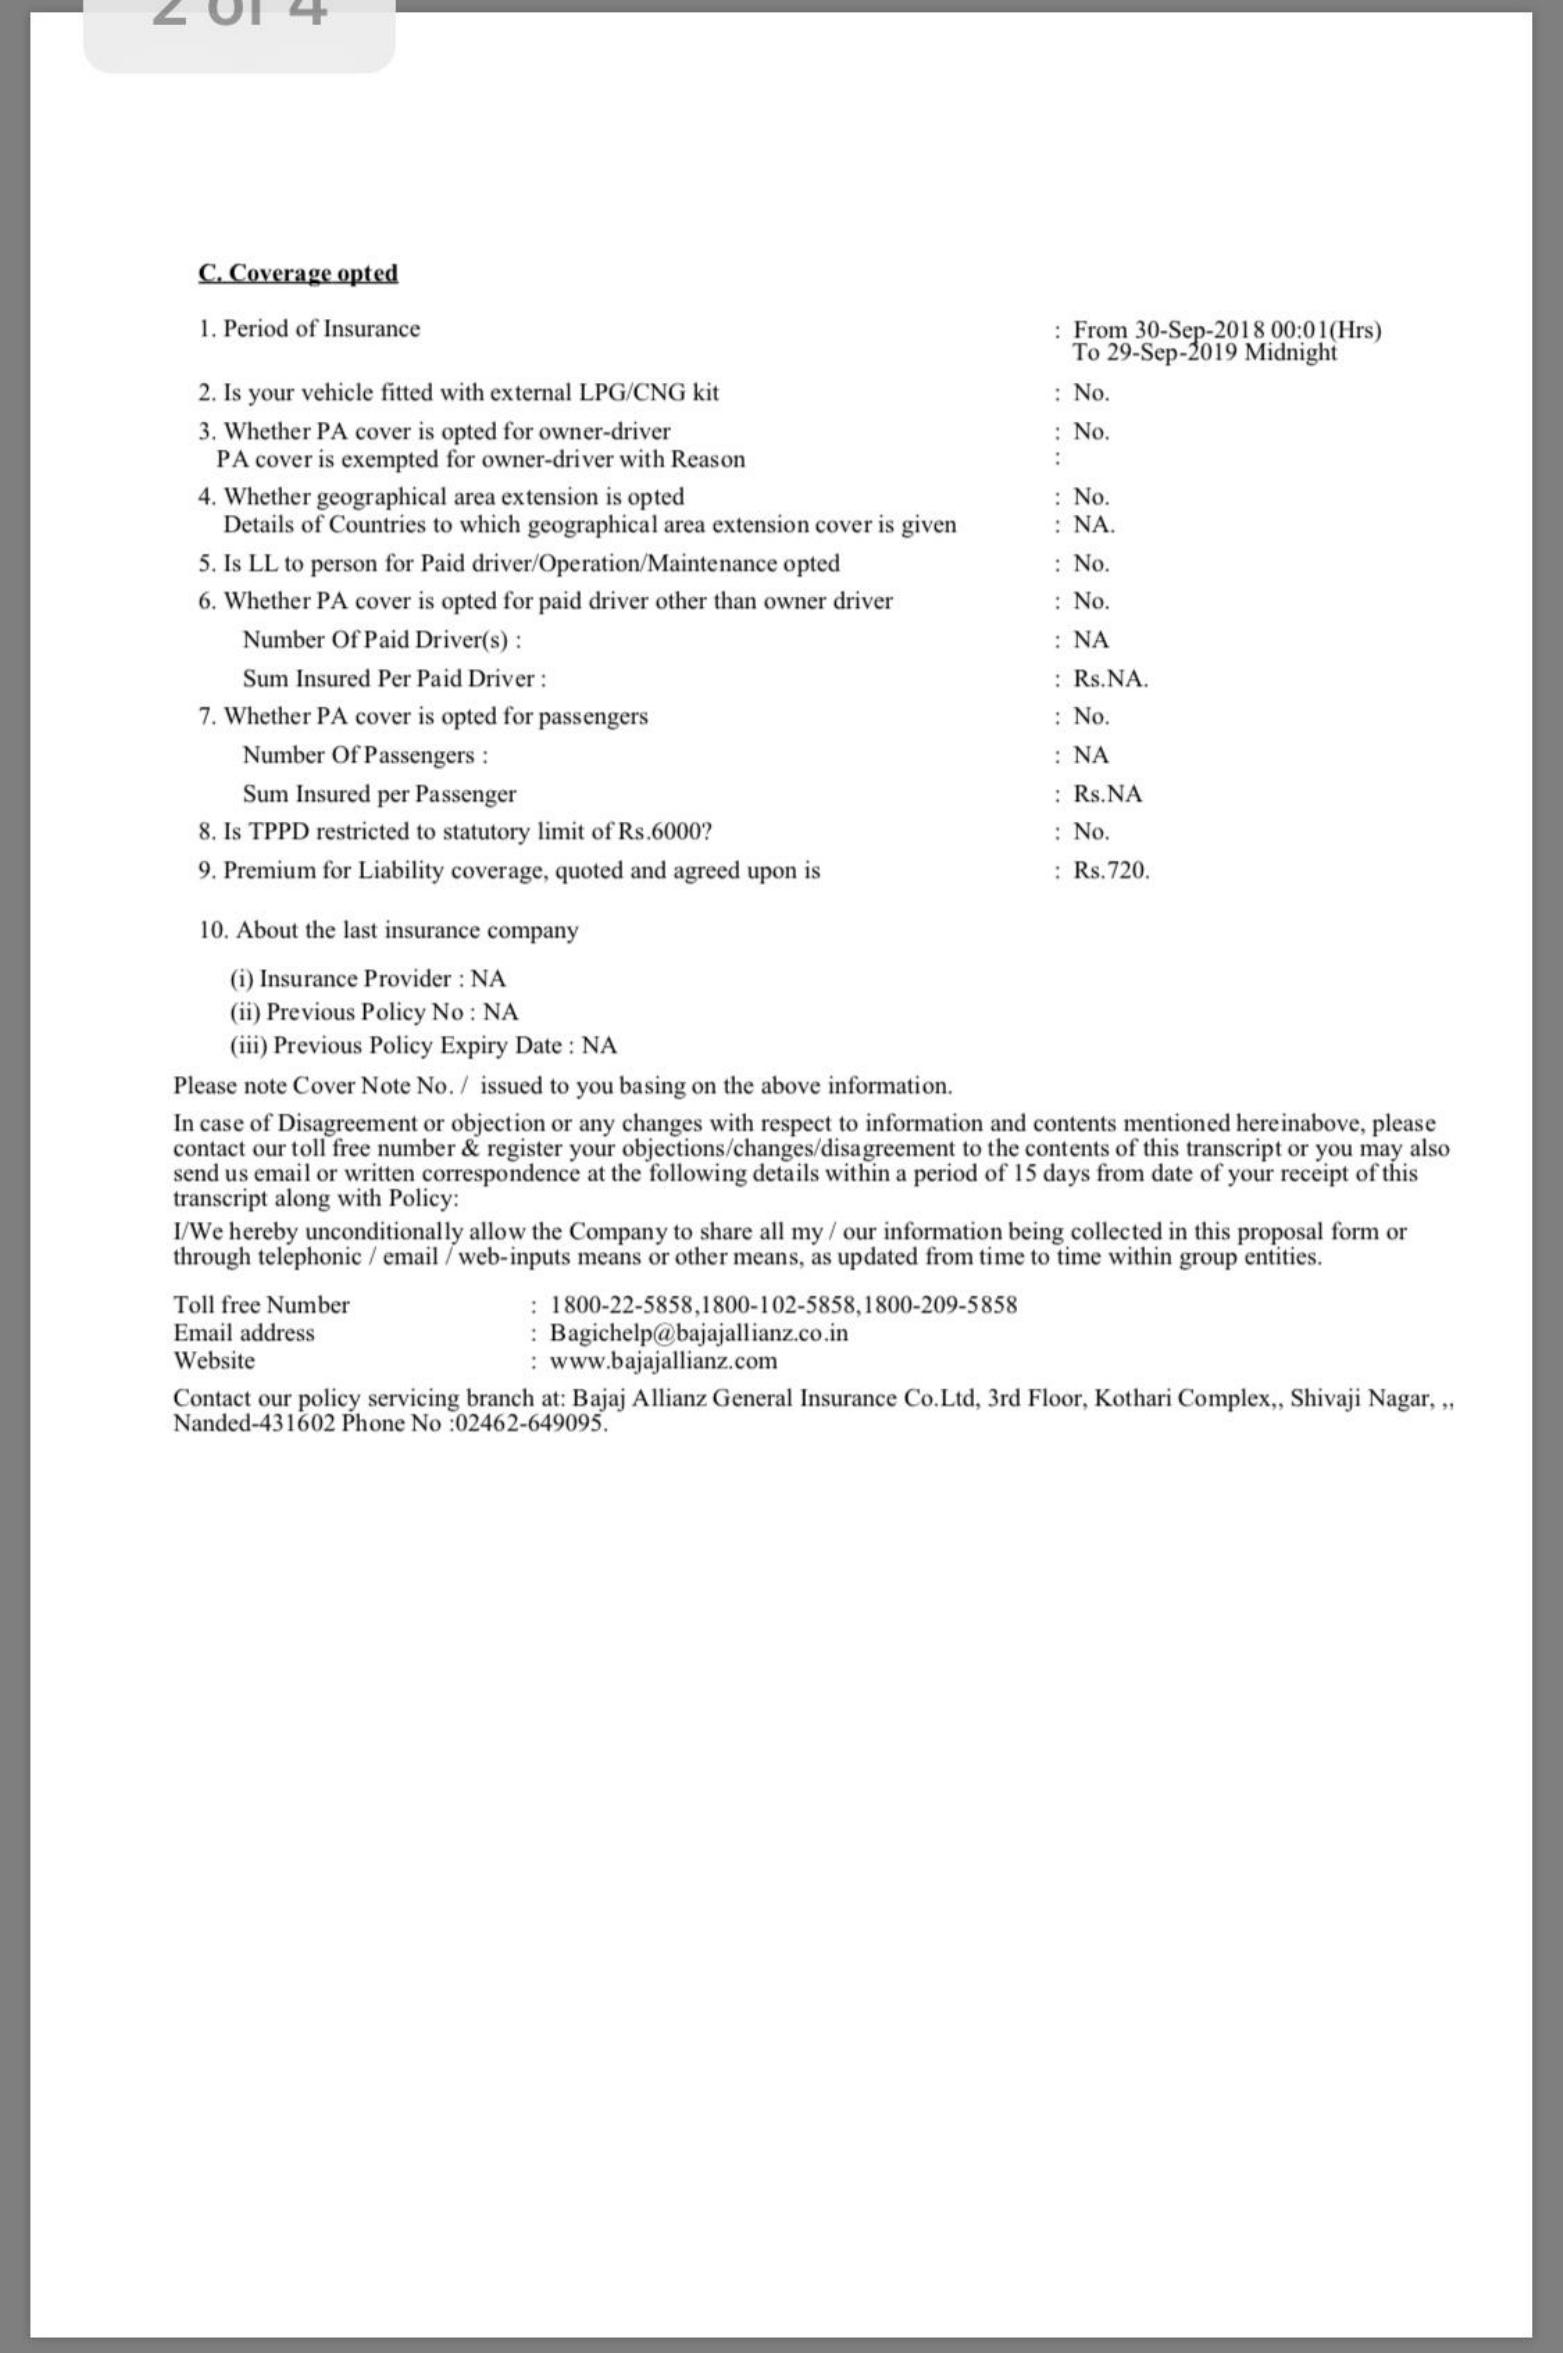 2 of 4
C. Coverage opted
1. Period of Insurance : From 30-Sep-2018 00:01(Hrs)
To 29-Sep-2019 Midnight
2. Is your vehicle fitted with external LPG/CNG kit : No.
3. Whether PA cover is opted for owner-driver : No.
PA cover is exempted for owner-driver with Reason :
4. Whether geographical area extension is opted : No.
Details of Countries to which geographical area extension cover is given : NA.
5. Is LL to person for Paid driver/Operation/Maintenance opted : No.
6. Whether PA cover is opted for paid driver other than owner driver : No.
Number Of Paid Driver(s) : : NA
Sum Insured Per Paid Driver : : Rs.NA.
7. Whether PA cover is opted for passengers : No.
Number Of Passengers : : NA
Sum Insured per Passenger : Rs.NA
8. Is TPPD restricted to statutory limit of Rs.6000? : No.
9. Premium for Liability coverage, quoted and agreed upon is : Rs.720.
10. About the last insurance company
(i) Insurance Provider : NA
(ii) Previous Policy No : NA
(iii) Previous Policy Expiry Date : NA
Please note Cover Note No. / issued to you basing on the above information.
In case of Disagreement or objection or any changes with respect to information and contents mentioned hereinabove, please
contact our toll free number & register your objections/changes/disagreement to the contents of this transcript or you may also
send us email or written correspondence at the following details within a period of 15 days from date of your receipt of this
transcript along with Policy:
I/We hereby unconditionally allow the Company to share all my / our information being collected in this proposal form or
through telephonic / email / web-inputs means or other means, as updated from time to time within group entities.
Toll free Number : 1800-22-5858,1800-102-5858,1800-209-5858
Email address : Bagichelp@bajajallianz.co.in
Website : www.bajajallianz.com
Contact our policy servicing branch at: Bajaj Allianz General Insurance Co.Ltd, 3rd Floor, Kothari Complex,, Shivaji Nagar, ,,
Nanded-431602 Phone No :02462-649095.